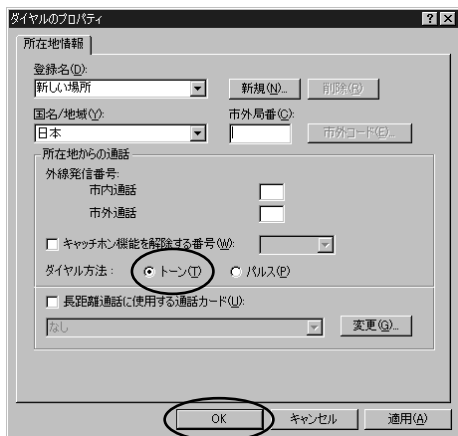 ダイヤルのプロパティ
所在地情報
登録名(D):
新しい場所 新規(N)... 削除(R)
国名/地域(Y): 市外局番(C):
日本 市外コード(E)...
所在地からの通話
外線発信番号:
市内通話
市外通話
キャッチホン機能を解除する番号(W):
ダイヤル方法: トーン(T) パルス(P)
長距離通話に使用する通話カード(U):
なし 変更(G)...
OK キャンセル 適用(A)